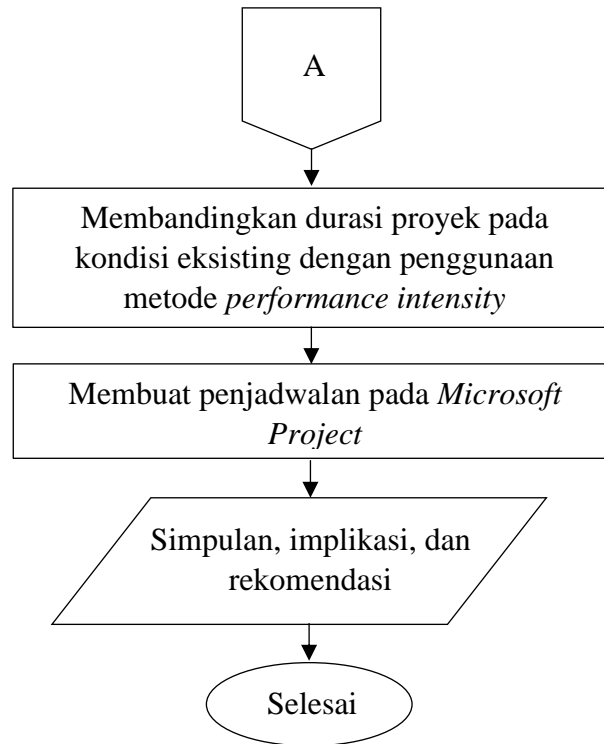 A
Membandingkan durasi proyek pada
kondisi eksisting dengan penggunaan
metode performance intensity
Membuat penjadwalan pada Microsoft
Project
Simpulan, implikasi, dan
rekomendasi
Selesai